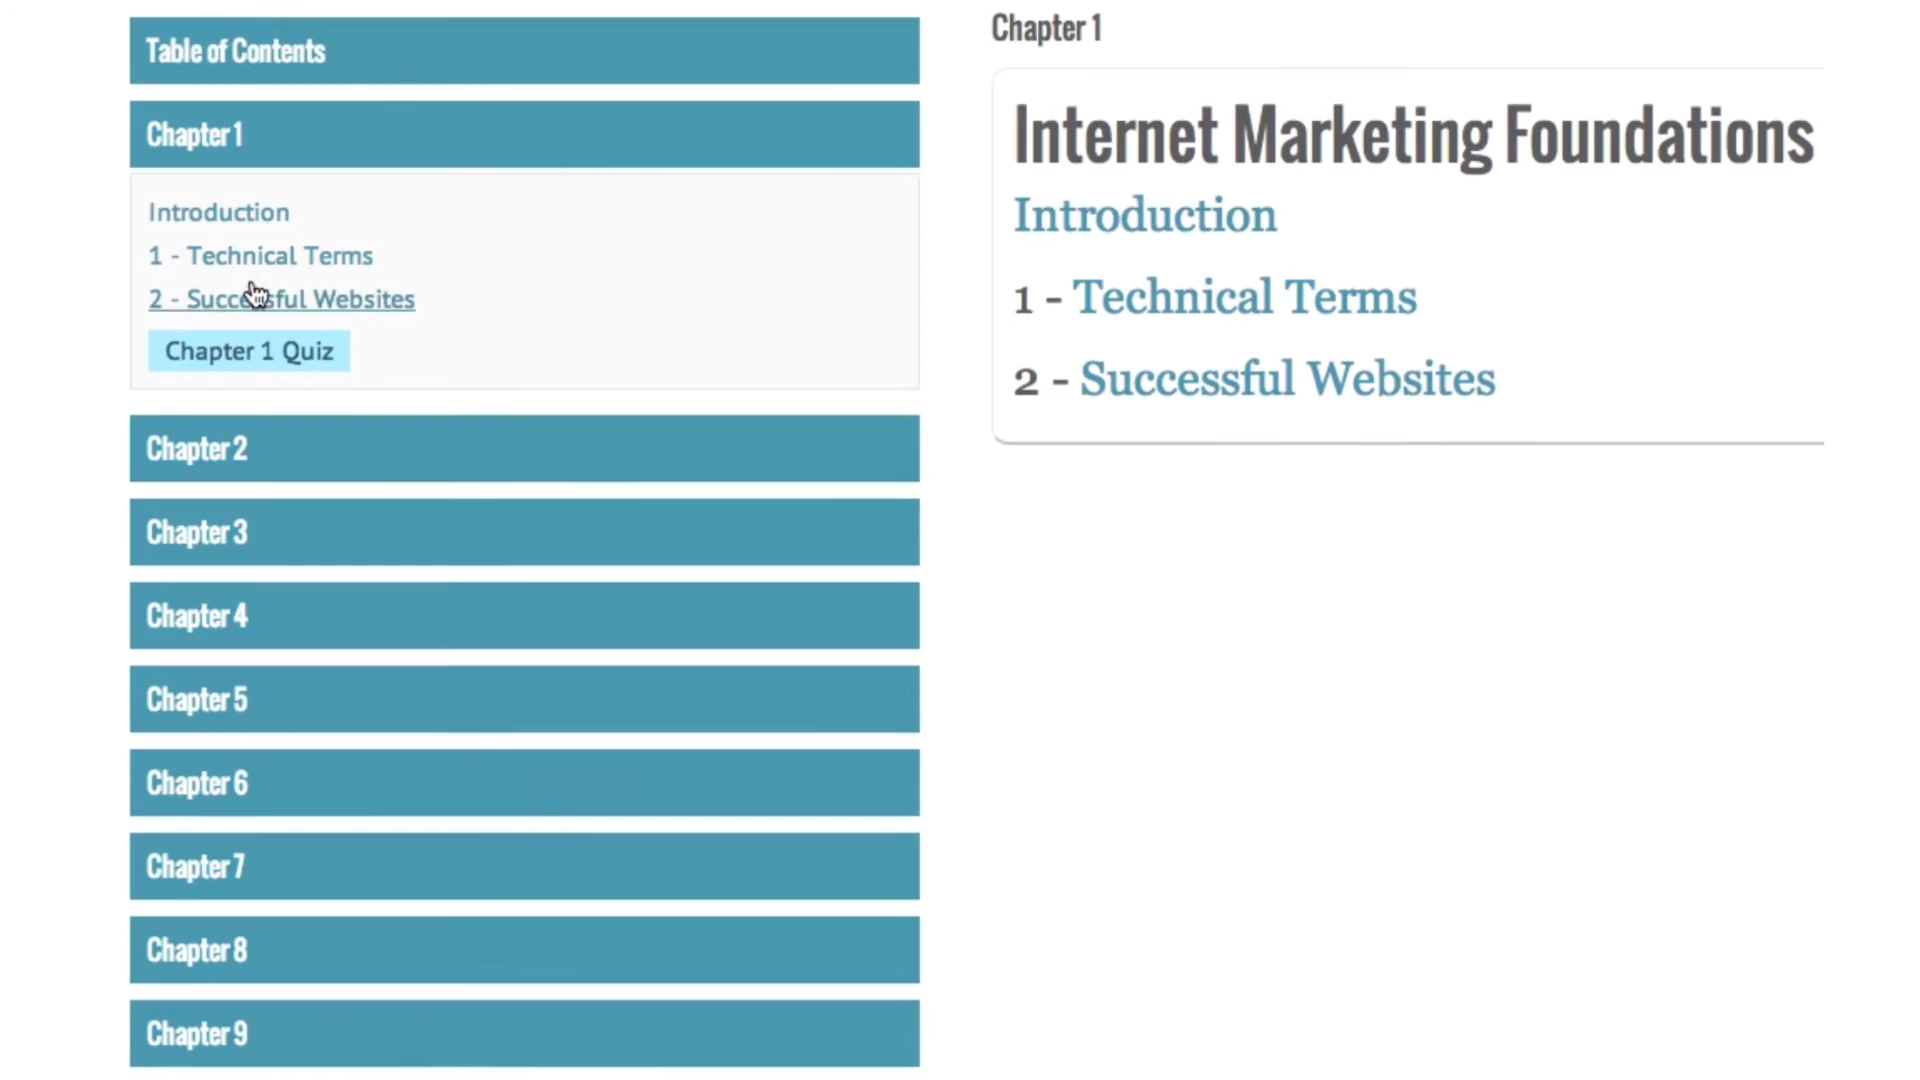 Table of Contents
Chapter 1
Introduction
1 - Technical Terms
2 - Successful Websites
Chapter 1 Quiz
Chapter 2
Chapter 3
Chapter 4
Chapter 5
Chapter 6
Chapter 7
Chapter 8
Chapter 9
Chapter 1
Internet Marketing Foundations
Introduction
1 - Technical Terms
2 - Successful Websites